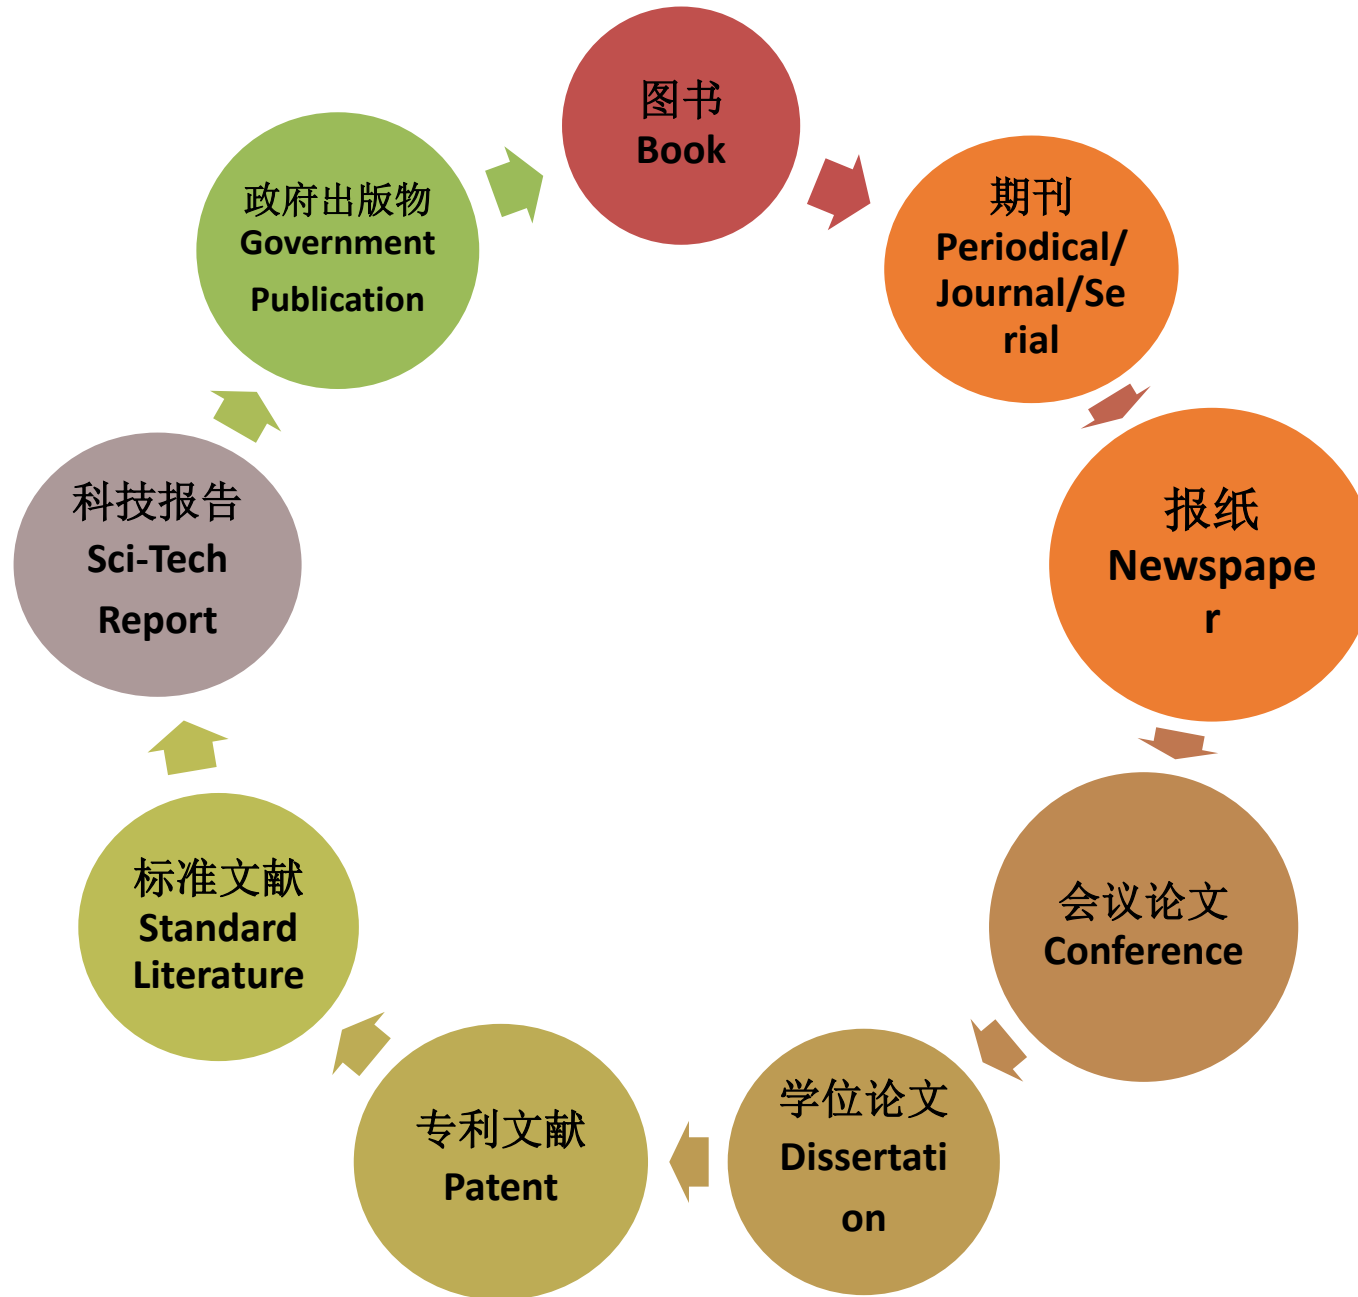 图书
Book
期刊
Periodical/
Journal/Se
rial
报纸
Newspape
r
会议论文
Conference
学位论文
Dissertati
on
专利文献
Patent
标准文献
Standard
Literature
科技报告
Sci-Tech
Report
政府出版物
Government
Publication